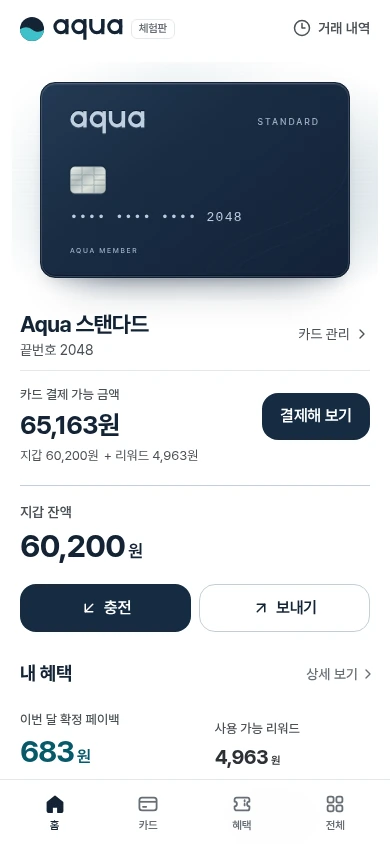 aqua 체험판 거래 내역
aqua
STANDARD
•••• •••• •••• 2048
AQUA MEMBER
Aqua 스탠다드
카드 관리
끝번호 2048
카드 결제 가능 금액
65,163원
결제해 보기
지갑 60,200원 + 리워드 4,963원
지갑 잔액
60,200원
충전 보내기
내 혜택 상세 보기
이번 달 확정 페이백
683원
사용 가능 리워드
4,963원
홈 카드 혜택 전체